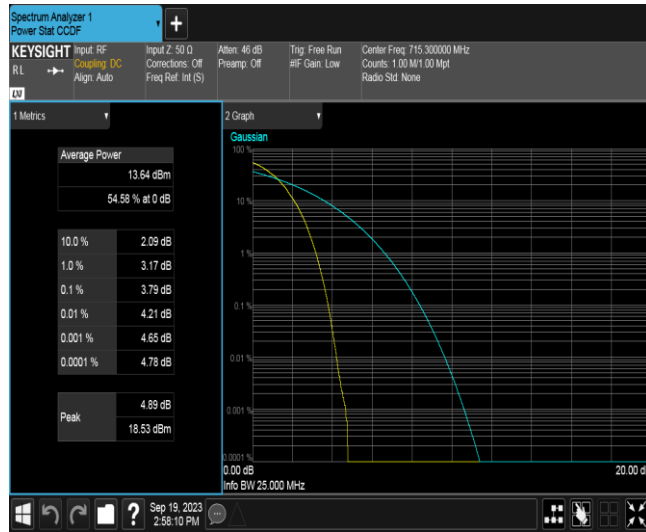 Spectrum Analyzer 1
Power Stat CCDF
KEYSIGHT
RL
LXI
Input: RF
Coupling: DC
Align: Auto
Input Z: 50 Ω
Corrections: Off
Freq Ref: Int (S)
Atten: 46 dB
Preamp: Off
Trig: Free Run
#IF Gain: Low
Center Freq: 715.300000 MHz
Counts: 1.00 M/1.00 Mpt
Radio Std: None
1 Metrics
Average Power
13.64 dBm
54.58 % at 0 dB
10.0 % 2.09 dB
1.0 % 3.17 dB
0.1 % 3.79 dB
0.01 % 4.21 dB
0.001 % 4.65 dB
0.0001 % 4.78 dB
Peak
4.89 dB
18.53 dBm
2 Graph
Gaussian
100 %
10 %
1 %
0.1 %
0.01 %
0.001 %
0.0001 %
0.00 dB
20.00 d
Info BW 25.000 MHz
?
Sep 19, 2023
2:58:10 PM